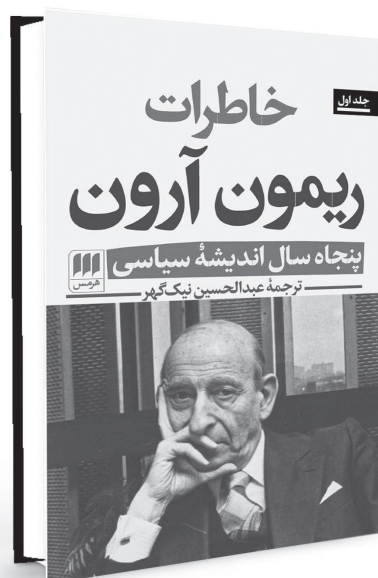 جلد اول
خاطرات
ریمون آرون
پنجاه سال اندیشهٔ سیاسی
هرمس
ترجمهٔ عبدالحسین نیک‌گهر